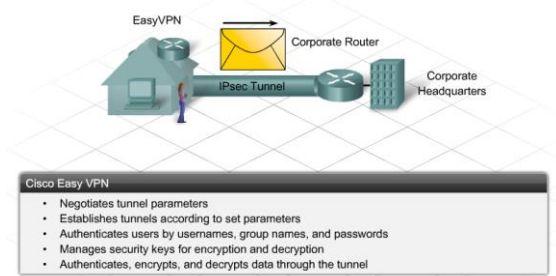 EasyVPN
Corporate Router
IPsec Tunnel
Corporate
Headquarters
Cisco Easy VPN
• Negotiates tunnel parameters
• Establishes tunnels according to set parameters
• Authenticates users by usernames, group names, and passwords
• Manages security keys for encryption and decryption
• Authenticates, encrypts, and decrypts data through the tunnel